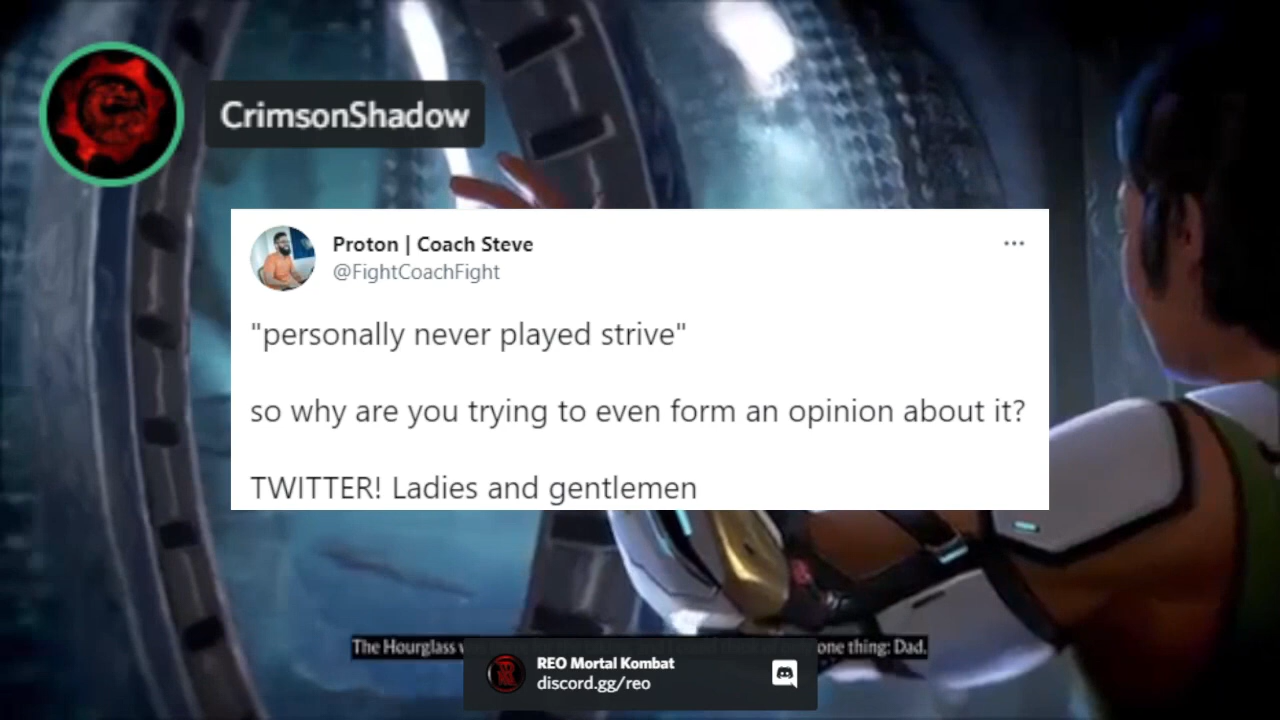 CrimsonShadow
Proton | Coach Steve
@FightCoachFight
"personally never played strive"
so why are you trying to even form an opinion about it?
TWITTER! Ladies and gentlemen
The Hourglass one thing: Dad.
REO Mortal Kombat
discord.gg/reo